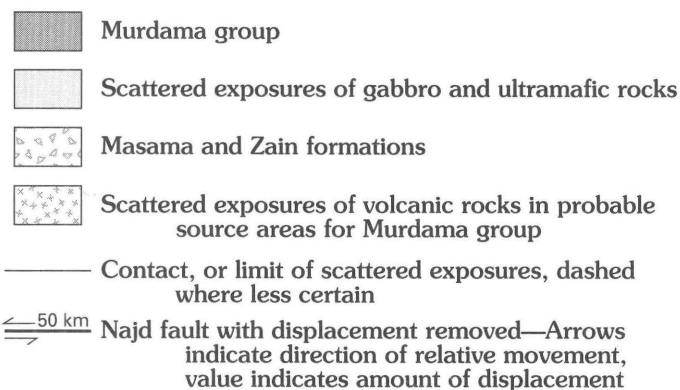 Murdama group
Scattered exposures of gabbro and ultramafic rocks
Masama and Zain formations
Scattered exposures of volcanic rocks in probable
source areas for Murdama group
Contact, or limit of scattered exposures, dashed
where less certain
50 km Najd fault with displacement removed—Arrows
indicate direction of relative movement,
value indicates amount of displacement